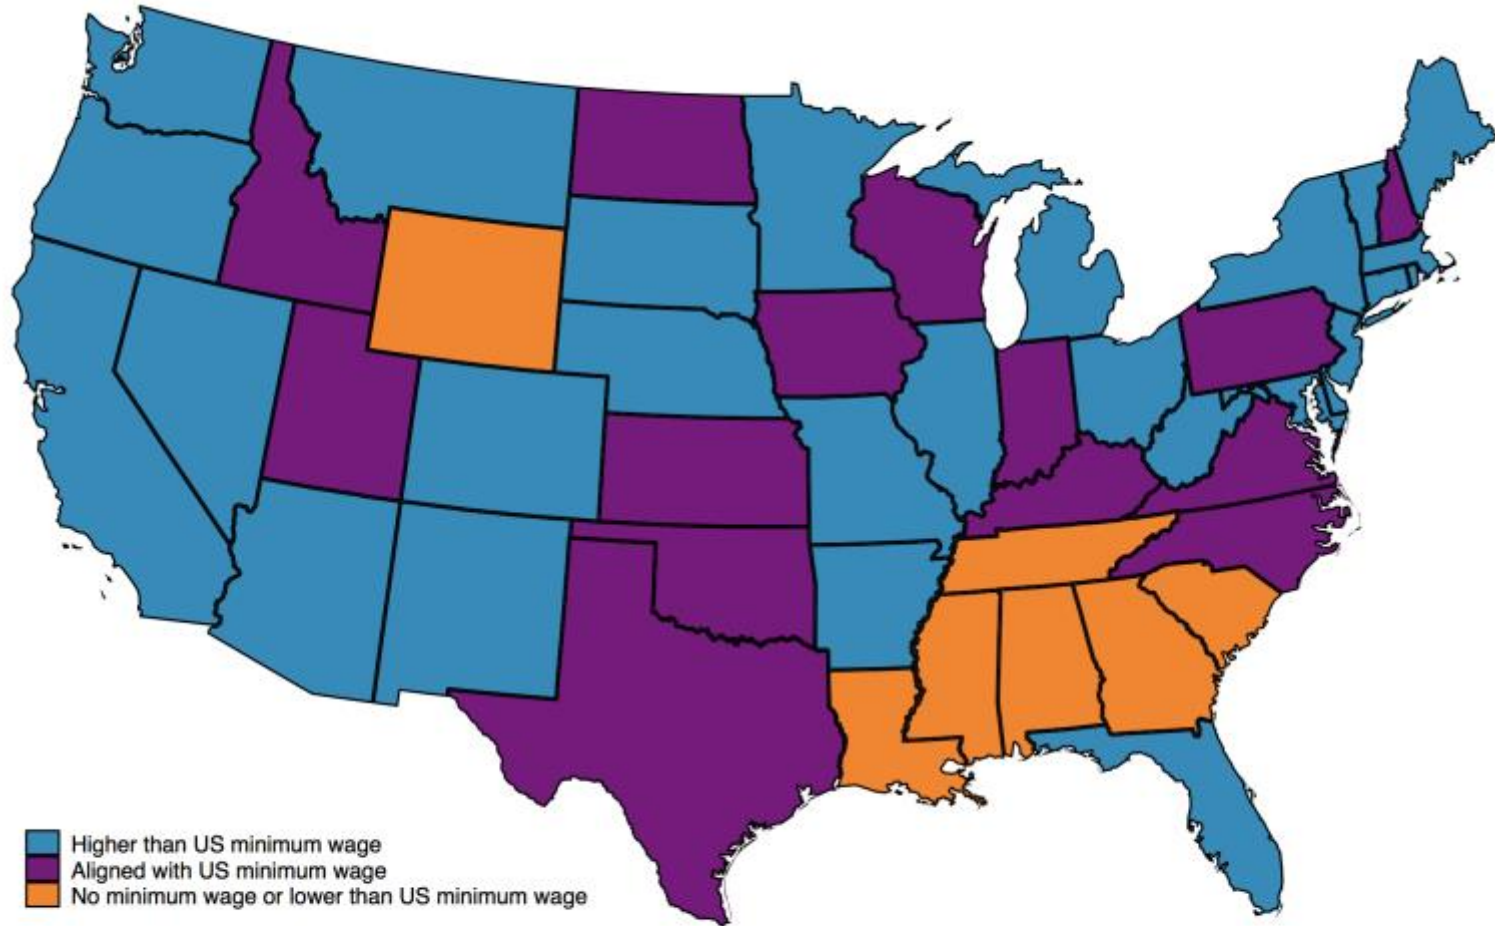 Higher than US minimum wage
Aligned with US minimum wage
No minimum wage or lower than US minimum wage